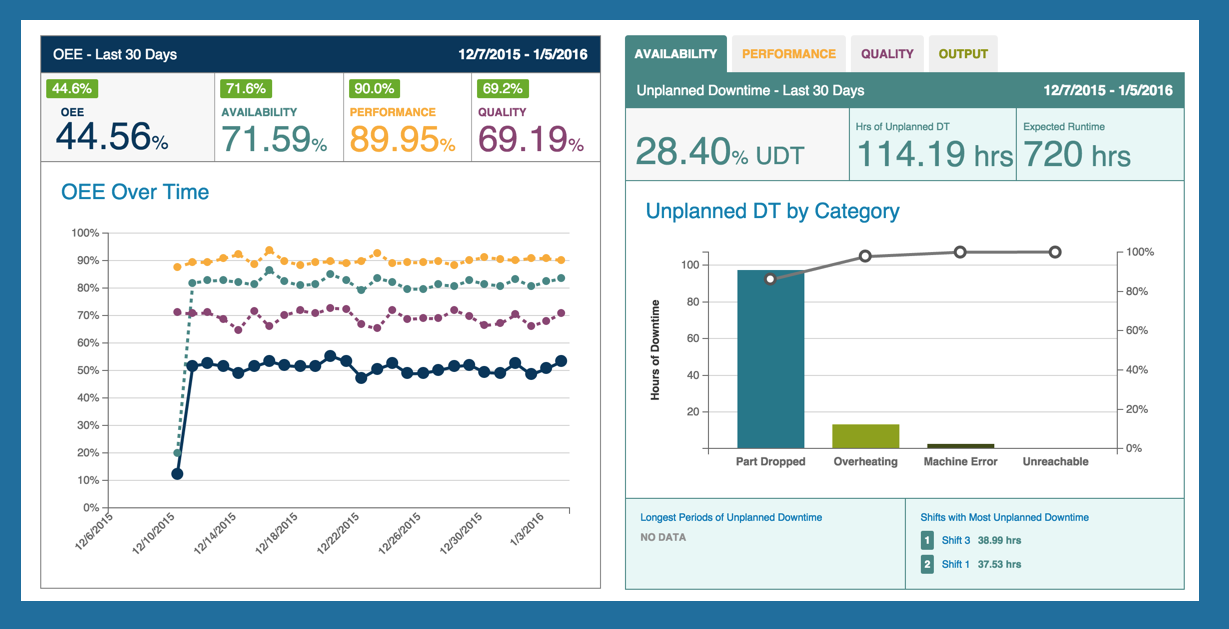 OEE - Last 30 Days 12/7/2015 - 1/5/2016
44.6% 71.6% 90.0% 69.2%
OEE AVAILABILITY PERFORMANCE QUALITY
44.56% 71.59% 89.95% 69.19%
OEE Over Time
100%
90%
80%
70%
60%
50%
40%
30%
20%
10%
0%
12/6/2015 12/10/2015 12/14/2015 12/18/2015 12/22/2015 12/26/2015 12/30/2015 1/3/2016
AVAILABILITY PERFORMANCE QUALITY OUTPUT
Unplanned Downtime - Last 30 Days 12/7/2015 - 1/5/2016
Hrs of Unplanned DT Expected Runtime
28.40% UDT 114.19 hrs 720 hrs
Unplanned DT by Category
Hours of Downtime
100
80
60
40
20
100%
80%
60%
40%
20%
0%
Part Dropped Overheating Machine Error Unreachable
Longest Periods of Unplanned Downtime
NO DATA
Shifts with Most Unplanned Downtime
1 Shift 3 38.99 hrs
2 Shift 1 37.53 hrs